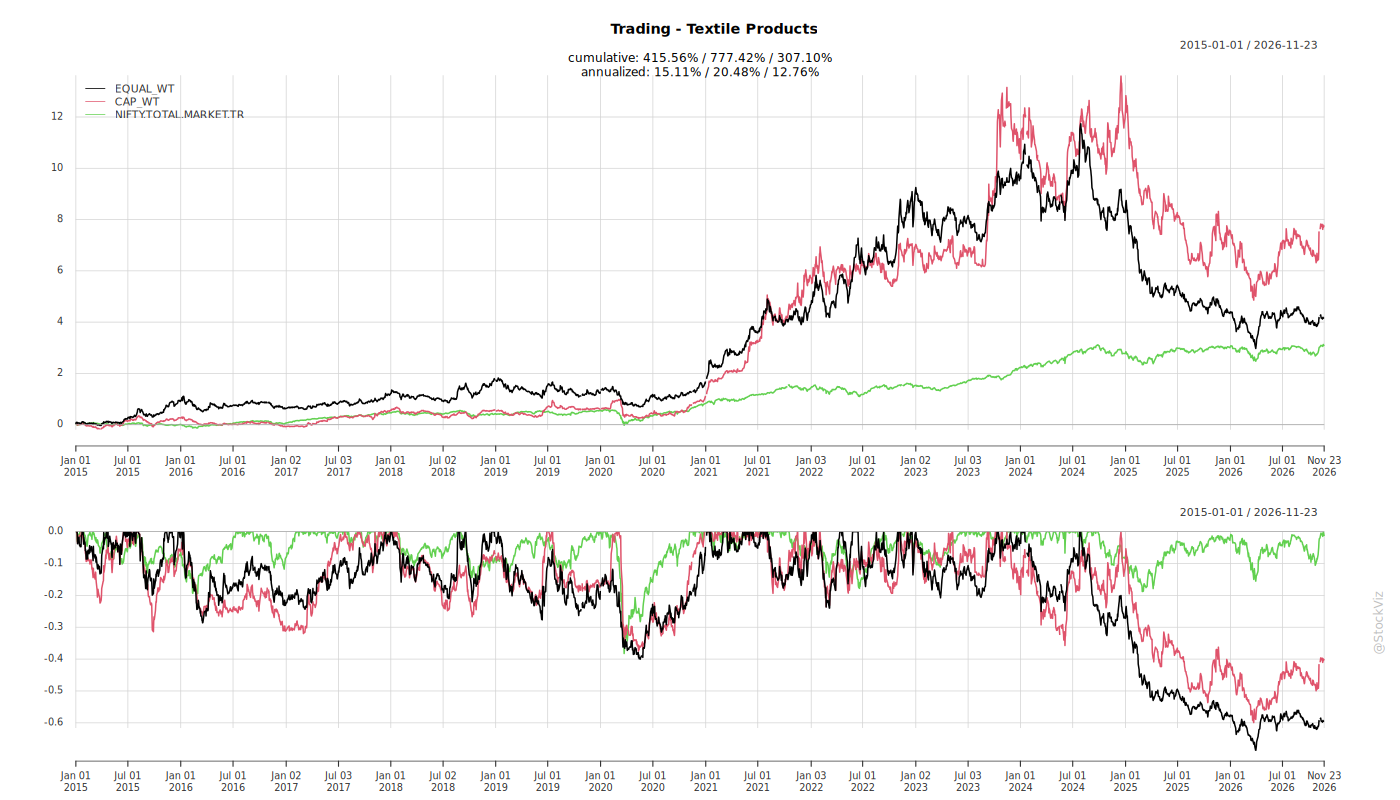 Trading - Textile Products
2015-01-01 / 2026-11-23
cumulative: 415.56% / 777.42% / 307.10%
annualized: 15.11% / 20.48% / 12.76%
EQUAL_WT
CAP_WT
NIFTY.TOTAL.MARKET.TR
12
10
8
6
4
2
0
Jan 01 Jul 01 Jan 01 Jul 01 Jan 02 Jul 03 Jan 01 Jul 02 Jan 01 Jul 01 Jan 01 Jul 01 Jan 01 Jul 01 Jan 03 Jul 01 Jan 02 Jul 03 Jan 01 Jul 01 Jan 01 Jul 01 Jan 01 Jul 01 Nov 23
2015 2015 2016 2016 2017 2017 2018 2018 2019 2019 2020 2020 2021 2021 2022 2022 2023 2023 2024 2024 2025 2025 2026 2026 2026
2015-01-01 / 2026-11-23
0.0
-0.1
-0.2
-0.3
-0.4
-0.5
-0.6
Jan 01 Jul 01 Jan 01 Jul 01 Jan 02 Jul 03 Jan 01 Jul 02 Jan 01 Jul 01 Jan 01 Jul 01 Jan 01 Jul 01 Jan 03 Jul 01 Jan 02 Jul 03 Jan 01 Jul 01 Jan 01 Jul 01 Jan 01 Jul 01 Nov 23
2015 2015 2016 2016 2017 2017 2018 2018 2019 2019 2020 2020 2021 2021 2022 2022 2023 2023 2024 2024 2025 2025 2026 2026 2026
@StockViz